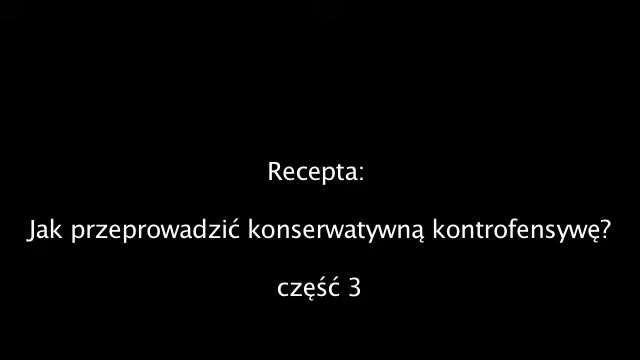 Recepta:
Jak przeprowadzić konserwatywną kontrofensywę?
część 3